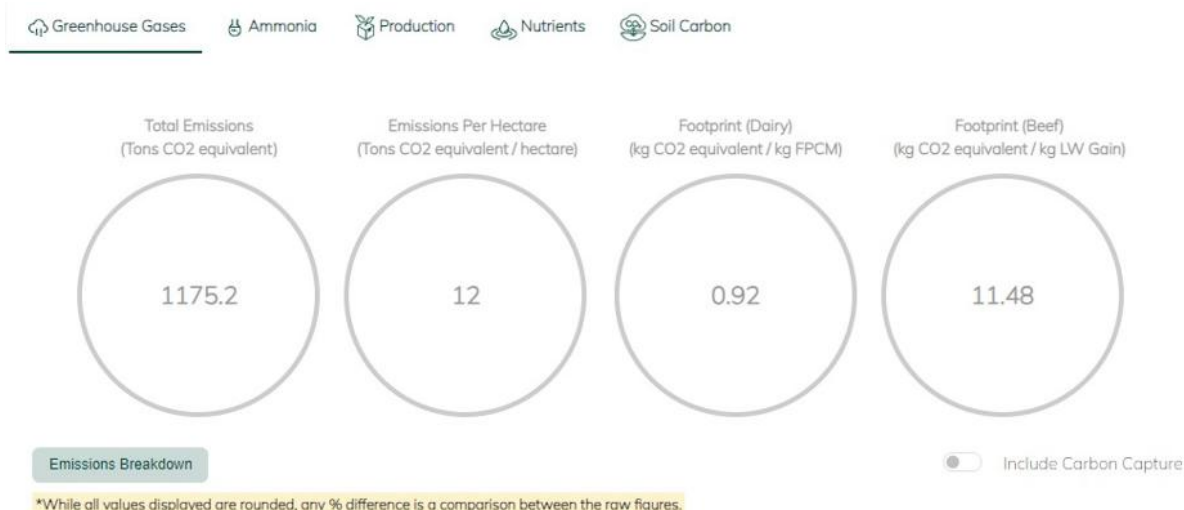 Greenhouse Gases Ammonia Production Nutrients Soil Carbon
Total Emissions
(Tons CO2 equivalent)
Emissions Per Hectare
(Tons CO2 equivalent / hectare)
Footprint (Dairy)
(kg CO2 equivalent / kg FPCM)
Footprint (Beef)
(kg CO2 equivalent / kg LW Gain)
1175.2
12
0.92
11.48
Emissions Breakdown
Include Carbon Capture
*While all values displayed are rounded, any % difference is a comparison between the raw figures.